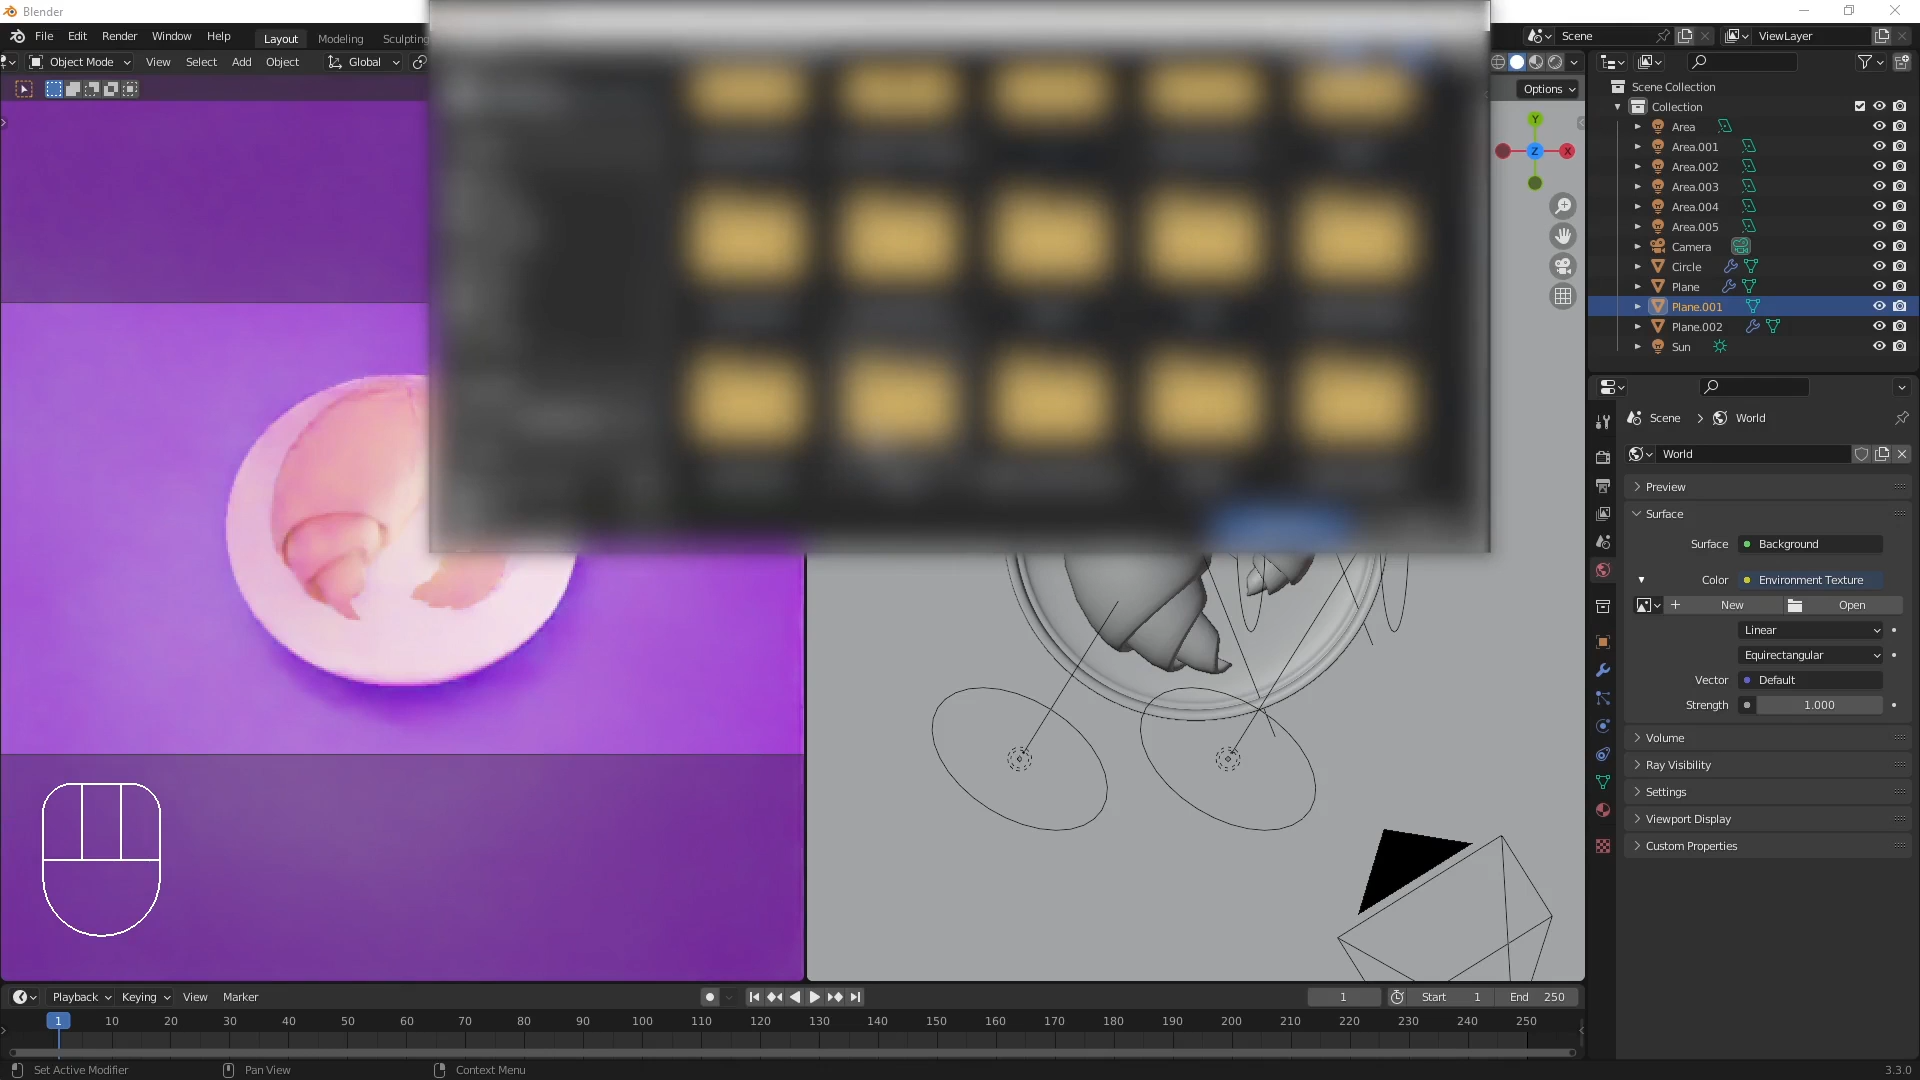 Blender
File Edit Render Window Help Layout Modeling Sculpting Scene ViewLayer
Object Mode View Select Add Object Global
Options
Y
Z X
Scene Collection
Collection
Area
Area.001
Area.002
Area.003
Area.004
Area.005
Camera
Circle
Plane
Plane.001
Plane.002
Sun
Scene > World
World
Preview
Surface
Surface Background
Color Environment Texture
New Open
Linear
Equirectangular
Vector Default
Strength 1.000
Volume
Ray Visibility
Settings
Viewport Display
Custom Properties
Playback Keying View Marker 1 Start 1 End 250
1 10 20 30 40 50 60 70 80 90 100 110 120 130 140 150 160 170 180 190 200 210 220 230 240 250
Set Active Modifier Pan View Context Menu 3.3.0